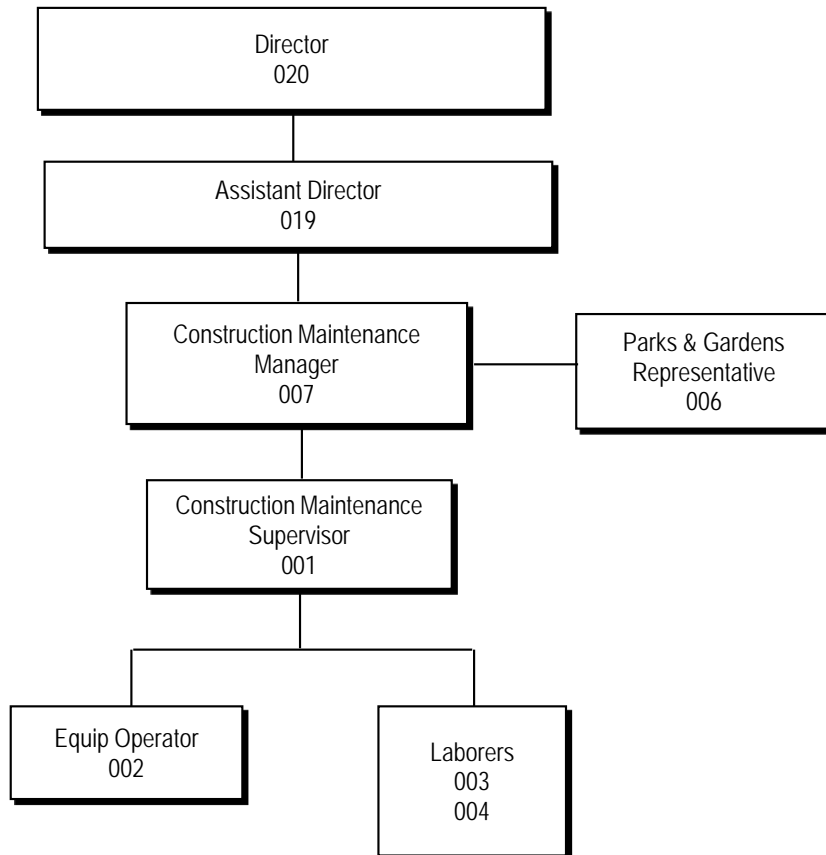 Director
020
Assistant Director
019
Construction Maintenance
Manager
007
Parks & Gardens
Representative
006
Construction Maintenance
Supervisor
001
Equip Operator
002
Laborers
003
004